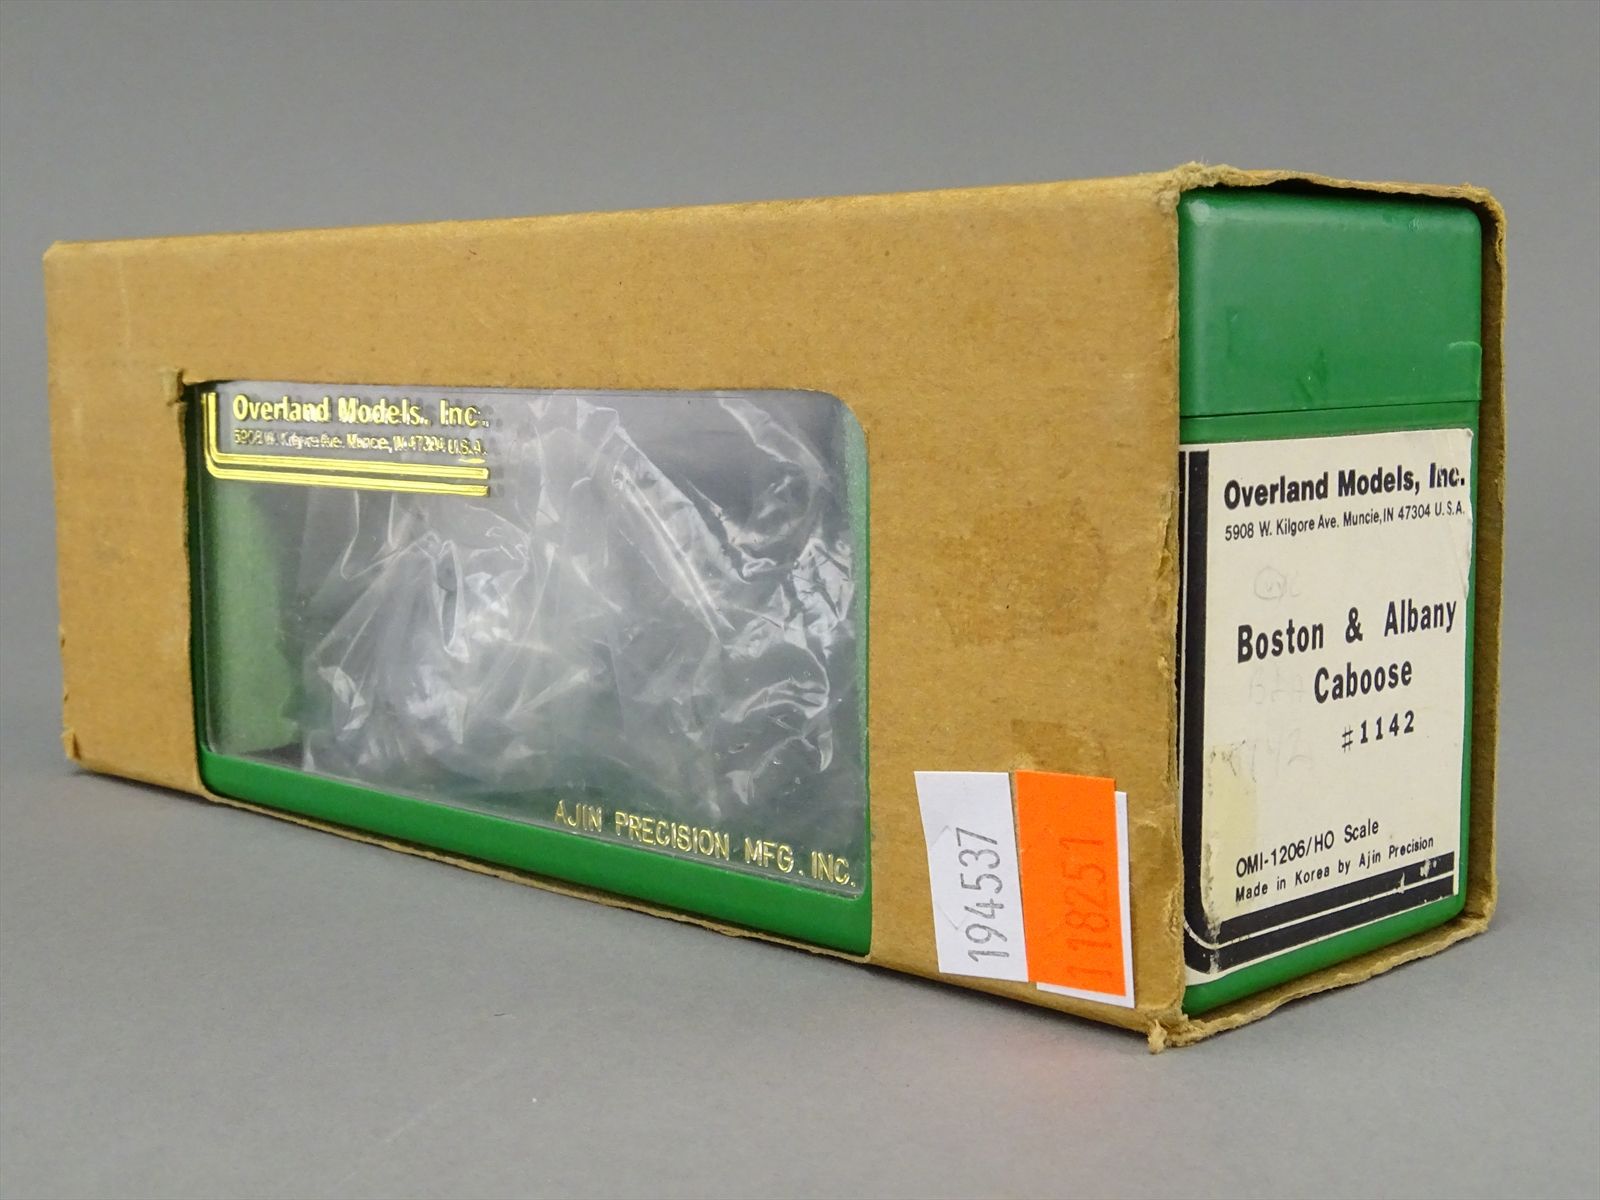 Overland Models, Inc.
5908 W. Kilgore Ave. Muncie, IN 47304 U.S.A.
AJIN PRECISION MFG. INC.
194537
118251
Overland Models, Inc.
5908 W. Kilgore Ave. Muncie, IN 47304 U.S.A.
Boston & Albany
Caboose
#1142
OMI-1206/HO Scale
Made in Korea by Ajin Precision